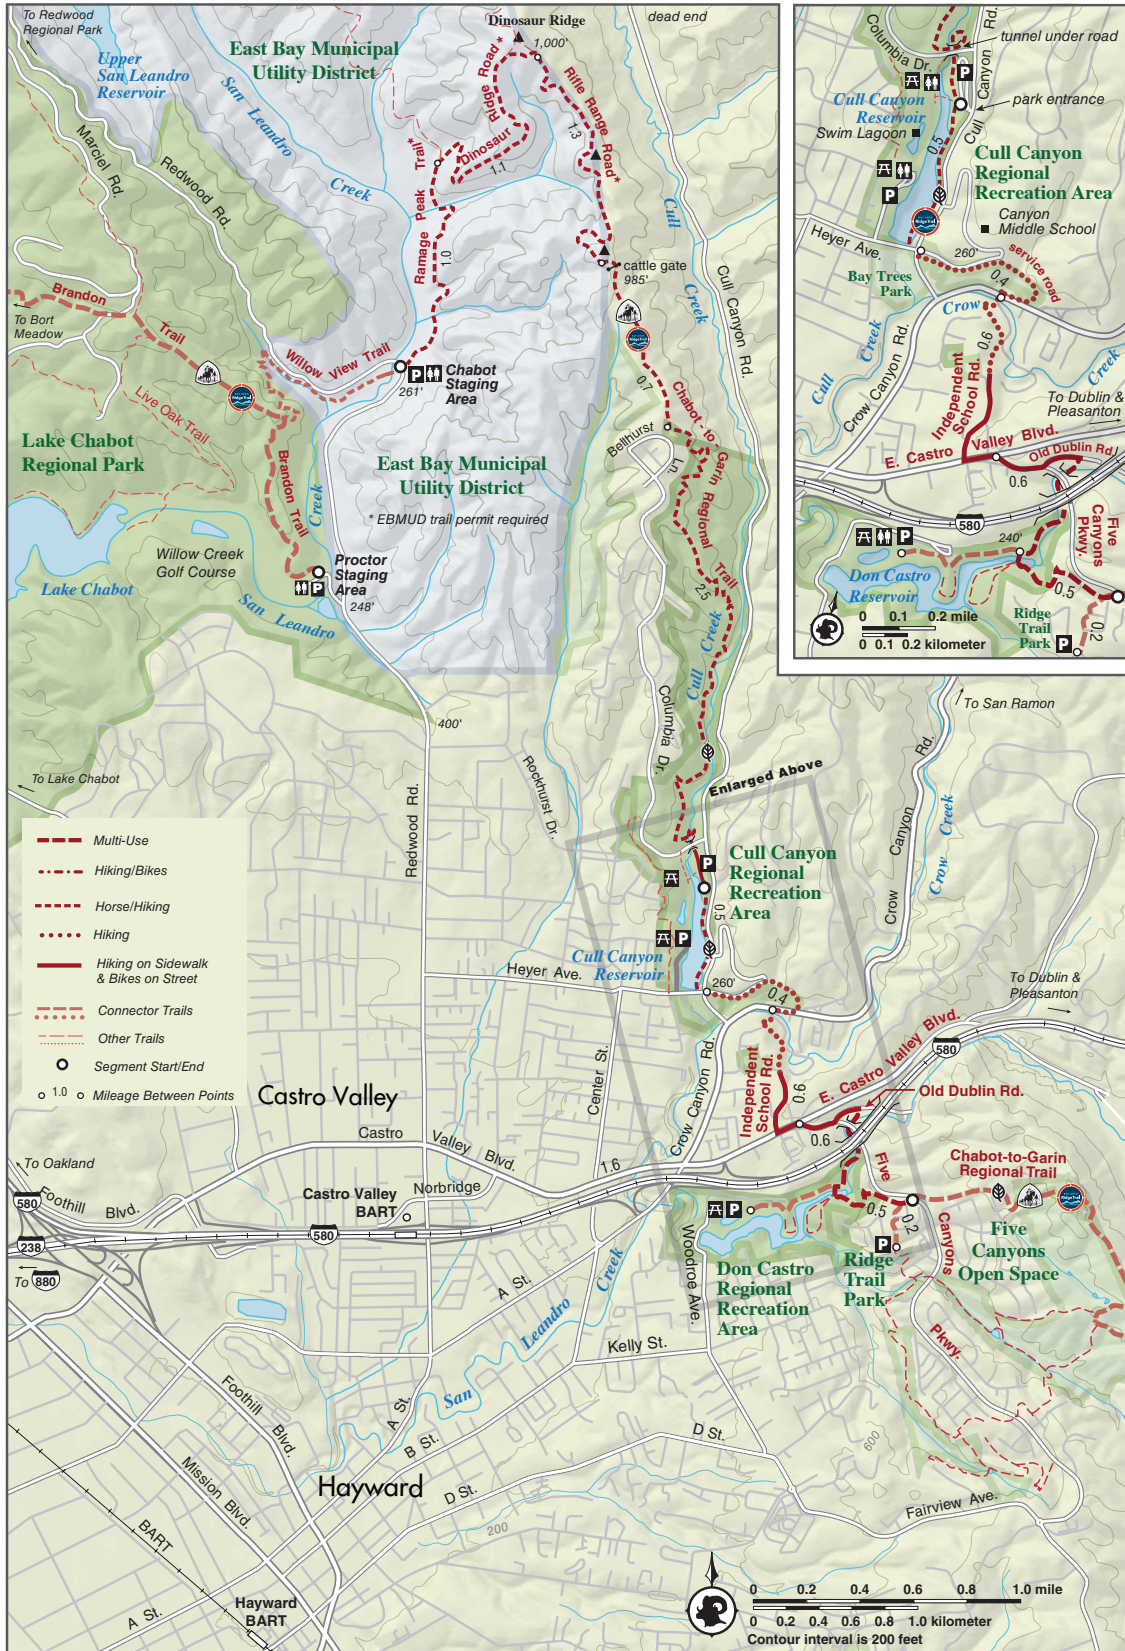 To Redwood
Regional Park
Upper
San Leandro
Reservoir
East Bay Municipal
Utility District
San
Leandro
Creek
Dinosaur Ridge
1,000'
dead end
Ridge Road*
Dinosaur
1.1
Rifle Range Road*
1.3
Ramage Peak Trail*
1.0
Marciel Rd.
Redwood Rd.
Cull
Creek
Cull Canyon Rd.
cattle gate
985'
Brandon
Trail
To Bort
Meadow
Willow View Trail
261'
P
Chabot
Staging
Area
0.7
Chabot - to -
Garin Regional
Trail
Bellhurst
Ln.
Ridge Trail
Ridge Trail
Live Oak Trail
Lake Chabot
Regional Park
Brandon Trail
Creek
East Bay Municipal
Utility District
* EBMUD trail permit required
Willow Creek
Golf Course
Proctor
Staging
Area
P
248'
Lake Chabot
San Leandro
2.5
Cull Creek
Columbia Dr.
400'
To Lake Chabot
Redwood Rd.
Rockhurst Dr.
Enlarged Above
To San Ramon
Crow Canyon Rd.
Crow Creek
Columbia Dr.
Rd.
Canyon
Cull
tunnel under road
P
Cull Canyon
Reservoir
park entrance
Swim Lagoon
0.5
Cull Canyon
Regional
Recreation Area
P
Ridge Trail
Canyon
Middle School
Heyer Ave.
260'
service road
Bay Trees
Park
0.4
Crow
Creek
Cull
Creek
Crow Canyon Rd.
0.6
Independent
School Rd.
To Dublin &
Pleasanton
E. Castro Valley Blvd.
Old Dublin Rd
0.6
580
Five
Canyons
Pkwy.
P
240'
Don Castro
Reservoir
0.5
0.2
Ridge
Trail
Park
P
0 0.1 0.2 mile
0 0.1 0.2 kilometer
Multi-Use
Hiking/Bikes
Horse/Hiking
Hiking
Hiking on Sidewalk
& Bikes on Street
Connector Trails
Other Trails
Segment Start/End
1.0 Mileage Between Points
P
Cull Canyon
Regional
Recreation
Area
0.5
P
Cull Canyon
Reservoir
Heyer Ave.
260'
0.4
To Dublin &
Pleasanton
Center St.
Crow Canyon Rd.
Independent
School Rd.
0.6
E. Castro Valley Blvd.
580
Old Dublin Rd.
0.6
Castro Valley
Castro Valley Blvd.
1.6
To Oakland
580
Foothill Blvd.
Castro Valley
BART
Norbridge
580
238
To
880
Five
Canyons
Pkwy.
Chabot-to-Garin
Regional Trail
Ridge Trail
0.5
0.2
P
P
Woodroe Ave.
Don Castro
Regional
Recreation
Area
Ridge
Trail
Park
Five
Canyons
Open Space
A St.
San
Leandro
Creek
Kelly St.
Foothill Blvd.
A St.
B St.
D St.
D St.
600
Mission Blvd.
Hayward
Fairview Ave.
200
BART
A St.
Hayward
BART
0 0.2 0.4 0.6 0.8 1.0 mile
0 0.2 0.4 0.6 0.8 1.0 kilometer
Contour interval is 200 feet